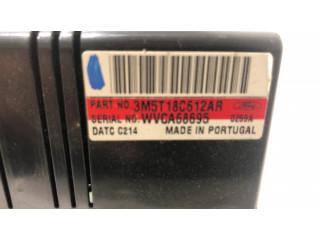 PART NO. 3M5T18C612AR
SERIAL NO. WVCA68695 0299A
DATC C214 MADE IN PORTUGAL